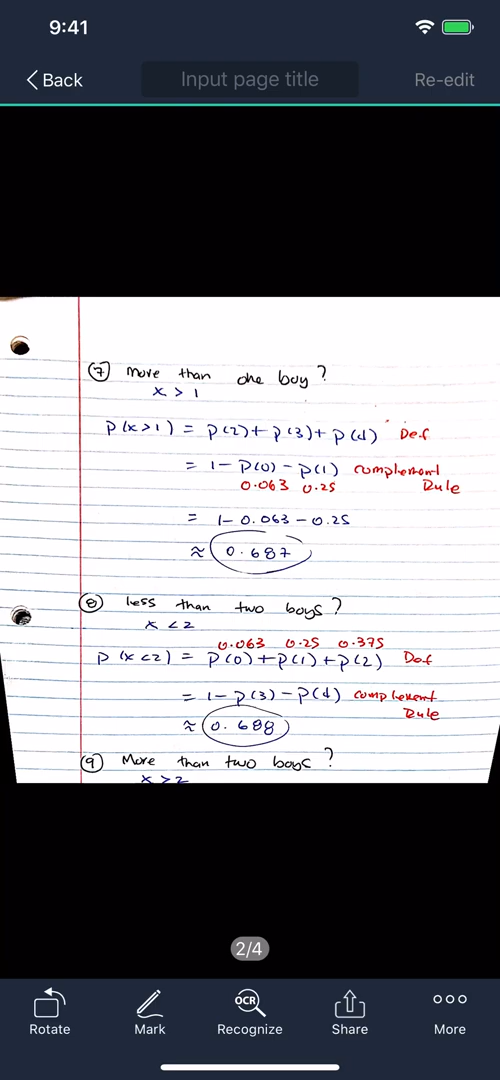 9:41
Back
Input page title
Re-edit
7 more than one boy?
x > 1
P(x>1) = P(2)+ P(3)+ P(4) Def
= 1 - P(0) - P(1) complement Rule
0.063 0.25
= 1 - 0.063 - 0.25
≈ 0.687
8 less than two boys?
x < 2
0.063 0.25 0.375
P(x<2) = P(0)+P(1)+P(2) Def
= 1 - P(3) - P(4) complement Rule
≈ 0.688
9 More than two boys?
x > 2
2/4
Rotate
Mark
OCR
Recognize
Share
More